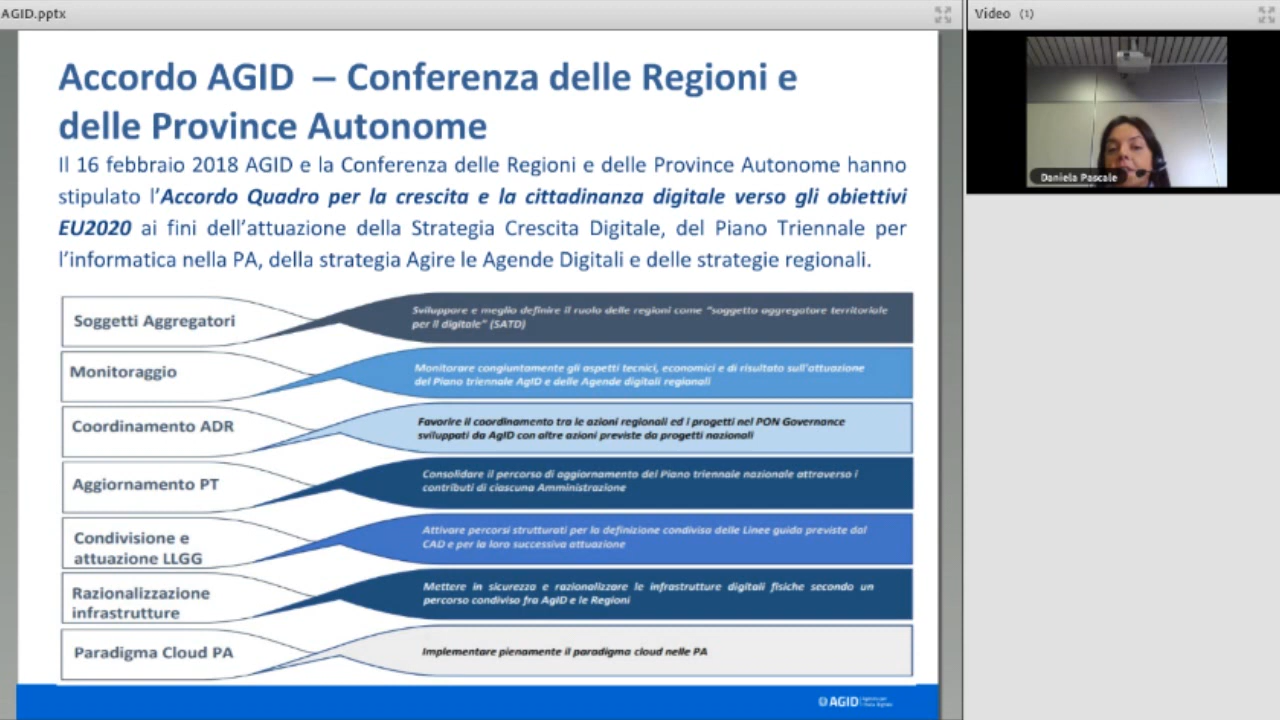 AGID.pptx
Video (1)
Accordo AGID – Conferenza delle Regioni e
delle Province Autonome
Il 16 febbraio 2018 AGID e la Conferenza delle Regioni e delle Province Autonome hanno
stipulato l’Accordo Quadro per la crescita e la cittadinanza digitale verso gli obiettivi
EU2020 ai fini dell’attuazione della Strategia Crescita Digitale, del Piano Triennale per
l’informatica nella PA, della strategia Agire le Agende Digitali e delle strategie regionali.
Daniela Pascale
Soggetti Aggregatori
Sviluppare e meglio definire il ruolo delle regioni come “soggetto aggregatore territoriale
per il digitale” (SATD)
Monitoraggio
Monitorare congiuntamente gli aspetti tecnici, economici e di risultato sull'attuazione
del Piano triennale AgID e delle Agende digitali regionali
Coordinamento ADR
Favorire il coordinamento tra le azioni regionali ed i progetti nel PON Governance
sviluppati da AgID con altre azioni previste da progetti nazionali
Aggiornamento PT
Consolidare il percorso di aggiornamento del Piano triennale nazionale attraverso i
contributi di ciascuna Amministrazione
Condivisione e
attuazione LLGG
Attivare percorsi strutturati per la definizione condivisa delle Linee guida previste dal
CAD e per la loro successiva attuazione
Razionalizzazione
infrastrutture
Mettere in sicurezza e razionalizzare le infrastrutture digitali fisiche secondo un
percorso condiviso fra AgID e le Regioni
Paradigma Cloud PA
Implementare pienamente il paradigma cloud nelle PA
AGID